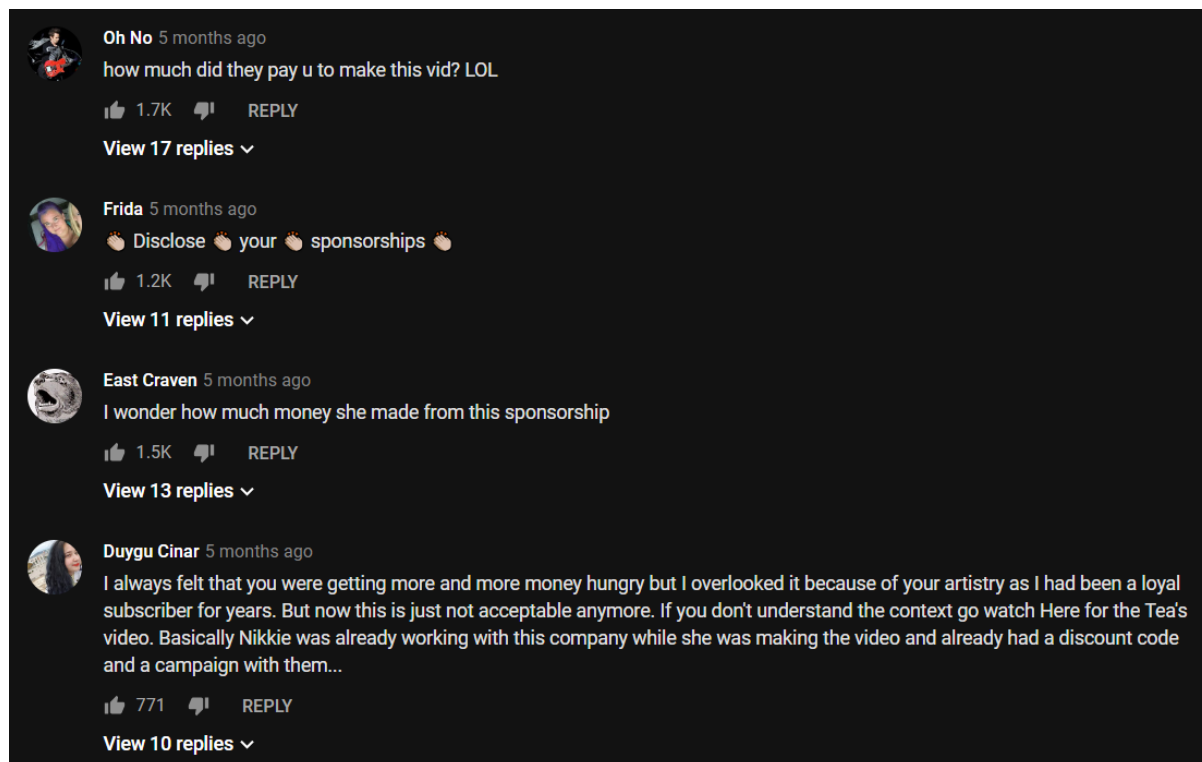 Oh No 5 months ago
how much did they pay u to make this vid? LOL
1.7K REPLY
View 17 replies
Frida 5 months ago
👏🏼 Disclose 👏🏼 your 👏🏼 sponsorships 👏🏼
1.2K REPLY
View 11 replies
East Craven 5 months ago
I wonder how much money she made from this sponsorship
1.5K REPLY
View 13 replies
Duygu Cinar 5 months ago
I always felt that you were getting more and more money hungry but I overlooked it because of your artistry as I had been a loyal
subscriber for years. But now this is just not acceptable anymore. If you don't understand the context go watch Here for the Tea's
video. Basically Nikkie was already working with this company while she was making the video and already had a discount code
and a campaign with them...
771 REPLY
View 10 replies